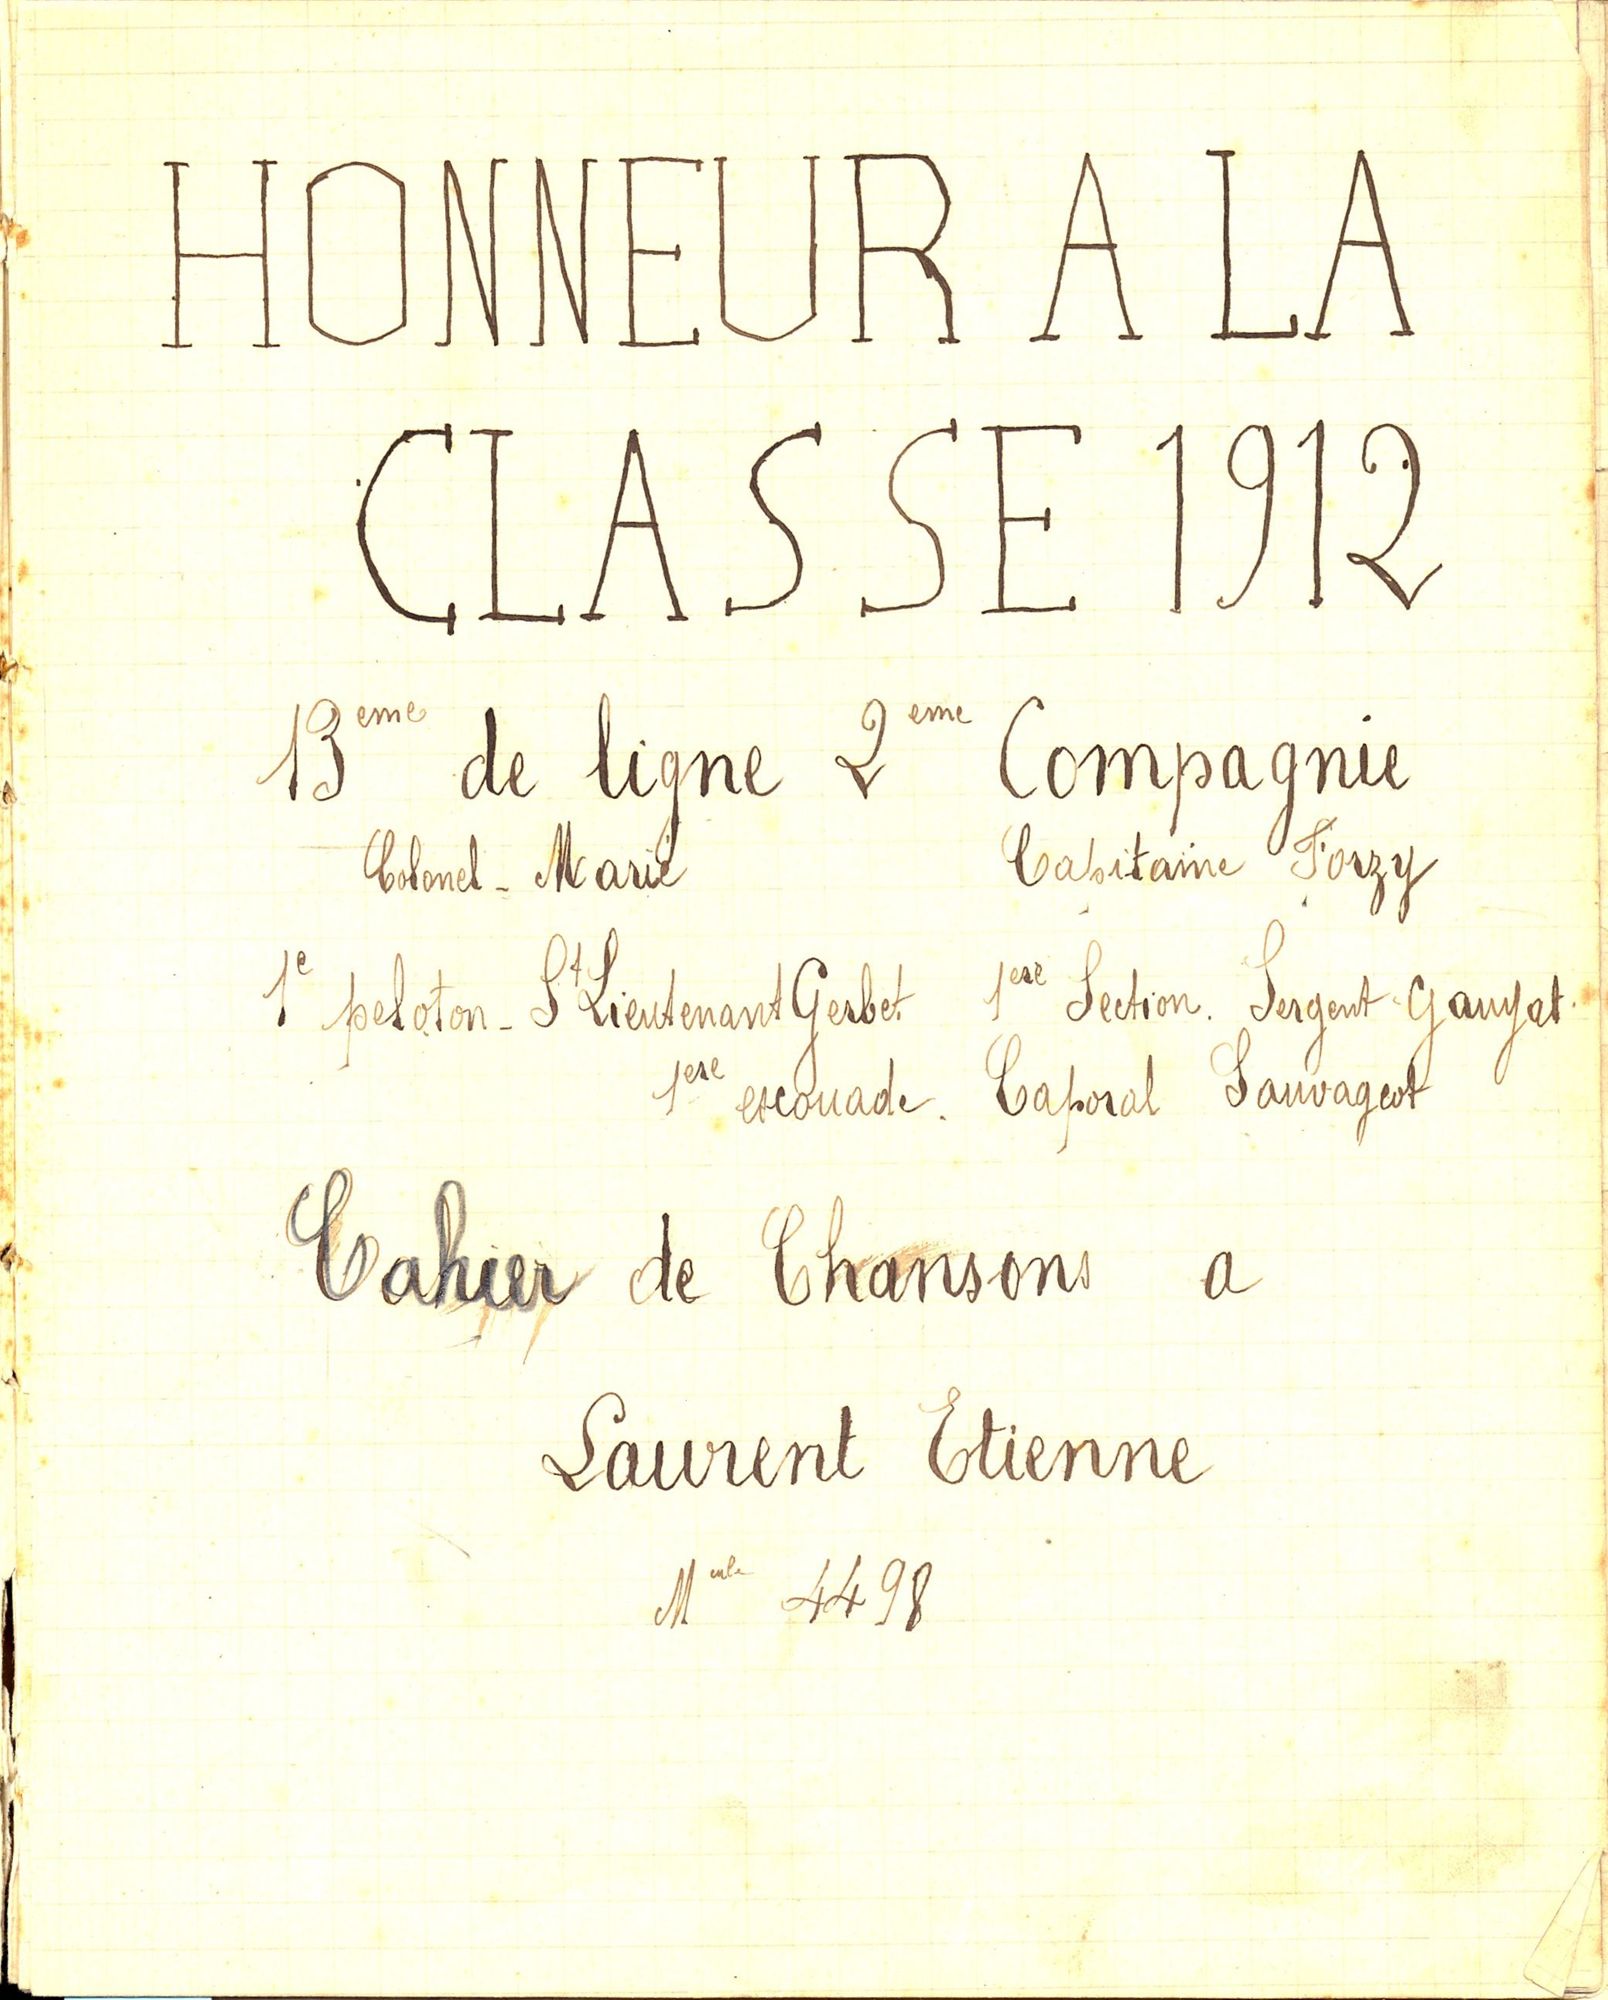 HONNEUR A LA
CLASSE 1912
13eme de ligne 2eme Compagnie
Colonel - Marie Capitaine Forzy
1e peloton - St Lieutenant Gerbet 1ere Section. Sergent Gauyat.
1ere escouade. Caporal Sauvageot
Cahier de Chansons a
Laurent Etienne
Mule 4498